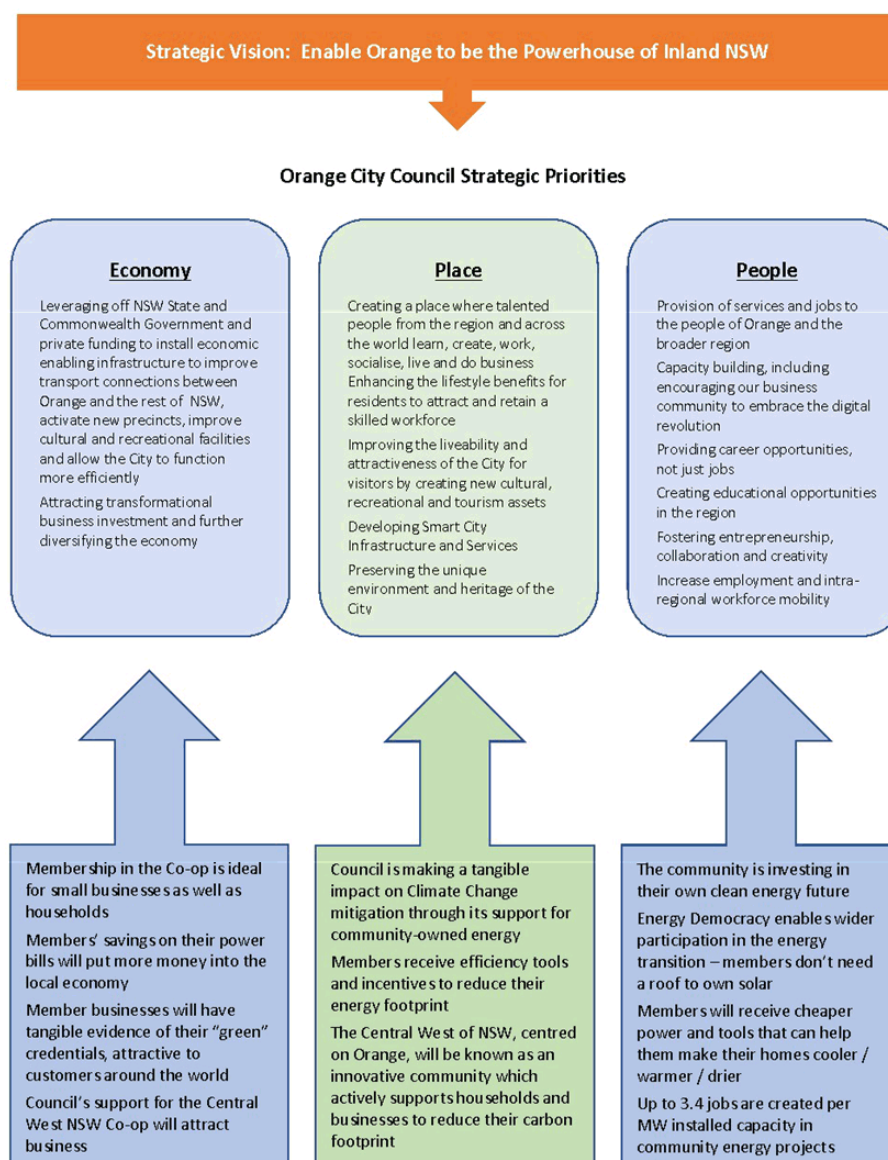 Strategic Vision: Enable Orange to be the Powerhouse of Inland NSW
Orange City Council Strategic Priorities
Economy
Leveraging off NSW State and
Commonwealth Government and
private funding to install economic
enabling infrastructure to improve
transport connections between
Orange and the rest of NSW,
activate new precincts, improve
cultural and recreational facilities
and allow the City to function
more efficiently
Attracting transformational
business investment and further
diversifying the economy
Place
Creating a place where talented
people from the region and across
the world learn, create, work,
socialise, live and do business
Enhancing the lifestyle benefits for
residents to attract and retain a
skilled workforce
Improving the liveability and
attractiveness of the City for
visitors by creating new cultural,
recreational and tourism assets
Developing Smart City
Infrastructure and Services
Preserving the unique
environment and heritage of the
City
People
Provision of services and jobs to
the people of Orange and the
broader region
Capacity building, including
encouraging our business
community to embrace the digital
revolution
Providing career opportunities,
not just jobs
Creating educational opportunities
in the region
Fostering entrepreneurship,
collaboration and creativity
Increase employment and intra-
regional workforce mobility
Membership in the Co-op is ideal
for small businesses as well as
households
Members' savings on their power
bills will put more money into the
local economy
Member businesses will have
tangible evidence of their “green”
credentials, attractive to
customers around the world
Council's support for the Central
West NSW Co-op will attract
business
Council is making a tangible
impact on Climate Change
mitigation through its support for
community-owned energy
Members receive efficiency tools
and incentives to reduce their
energy footprint
The Central West of NSW, centred
on Orange, will be known as an
innovative community which
actively supports households and
businesses to reduce their carbon
footprint
The community is investing in
their own clean energy future
Energy Democracy enables wider
participation in the energy
transition – members don't need
a roof to own solar
Members will receive cheaper
power and tools that can help
them make their homes cooler /
warmer / drier
Up to 3.4 jobs are created per
MW installed capacity in
community energy projects